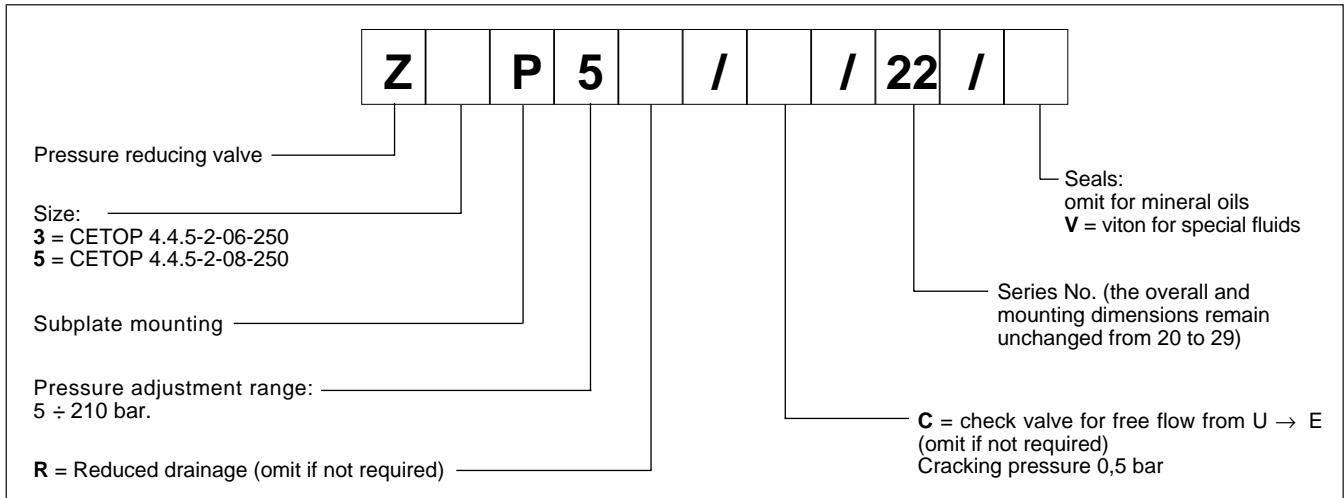 Z P 5 / / 22 /
Pressure reducing valve
Size:
3 = CETOP 4.4.5-2-06-250
5 = CETOP 4.4.5-2-08-250
Subplate mounting
Pressure adjustment range:
5 ÷ 210 bar.
R = Reduced drainage (omit if not required)
Seals:
omit for mineral oils
V = viton for special fluids
Series No. (the overall and
mounting dimensions remain
unchanged from 20 to 29)
C = check valve for free flow from U → E
(omit if not required)
Cracking pressure 0,5 bar